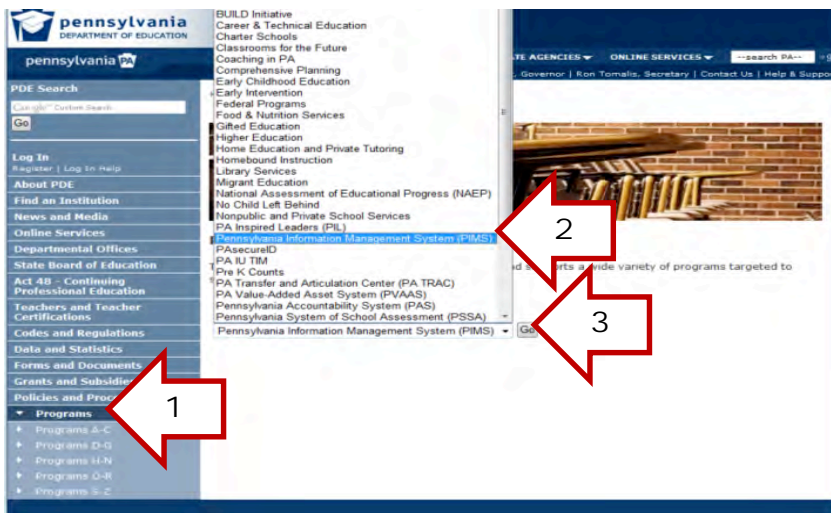 pennsylvania
DEPARTMENT OF EDUCATION
pennsylvania PA
PDE Search
Custom Search
Go
Log In
Register | Log In Help
About PDE
Find an Institution
News and Media
Online Services
Departmental Offices
State Board of Education
Act 48 - Continuing
Professional Education
Teachers and Teacher
Certifications
Codes and Regulations
Data and Statistics
Forms and Documents
Grants and Subsidies
Policies and
Programs
Programs A-C
Programs D-G
Programs H-N
Programs O-R
Programs S-Z
BUILD Initiative
Career & Technical Education
Charter Schools
Classrooms for the Future
Coaching in PA
Comprehensive Planning
Early Childhood Education
Early Intervention
Federal Programs
Food & Nutrition Services
Gifted Education
Higher Education
Home Education and Private Tutoring
Homebound Instruction
Library Services
Migrant Education
National Assessment of Educational Progress (NAEP)
No Child Left Behind
Nonpublic and Private School Services
PA Inspired Leaders (PIL)
Pennsylvania Information Management System (PIMS)
PAsecureID
PA IU TIM
Pre K Counts
PA Transfer and Articulation Center (PA TRAC)
PA Value-Added Asset System (PVAAS)
Pennsylvania Accountability System (PAS)
Pennsylvania System of School Assessment (PSSA)
Pennsylvania Information Management System (PIMS)
Go
TE AGENCIES ONLINE SERVICES --search PA--
, Governor | Ron Tomalis, Secretary | Contact Us | Help & Suppo
a wide variety of programs targeted to
1
2
3